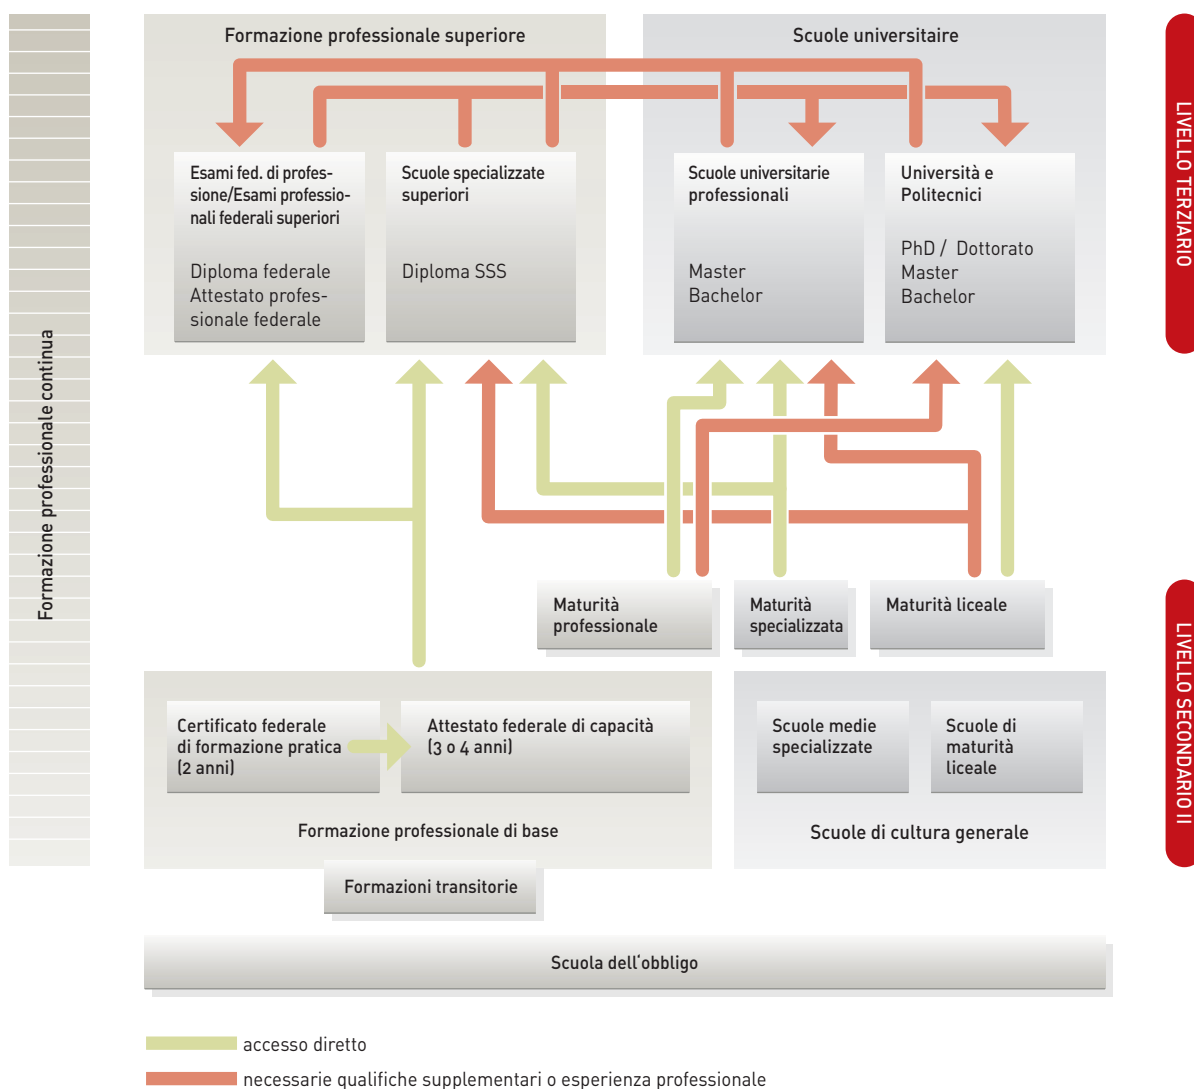 Formazione professionale superiore
Scuole universitaire
Esami fed. di profes-
sione/Esami professio-
nali federali superiori
Diploma federale
Attestato profes-
sionale federale
Scuole specializzate
superiori
Diploma SSS
Scuole universitarie
professionali
Master
Bachelor
Università e
Politecnici
PhD / Dottorato
Master
Bachelor
LIVELLO TERZIARIO
Formazione professionale continua
Maturità
professionale
Maturità
specializzata
Maturità liceale
LIVELLO SECONDARIO II
Certificato federale
di formazione pratica
(2 anni)
Attestato federale di capacità
(3 o 4 anni)
Formazione professionale di base
Scuole medie
specializzate
Scuole di
maturità
liceale
Scuole di cultura generale
Formazioni transitorie
Scuola dell‘obbligo
accesso diretto
necessarie qualifiche supplementari o esperienza professionale